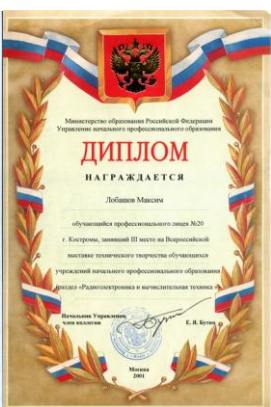 Министерство образования Российской Федерации
Управление начального профессионального образования
ДИПЛОМ
НАГРАЖДАЕТСЯ
Лобашов Максим
обучающийся профессионального лицея №20
г. Костромы, занявший III место на Всероссийской
выставке технического творчества обучающихся
учреждений начального профессионального образования
раздел «Радиоэлектроника и вычислительная техника»
Начальник Управления,
член коллегии
Е. Я. Бутко
Москва
2001